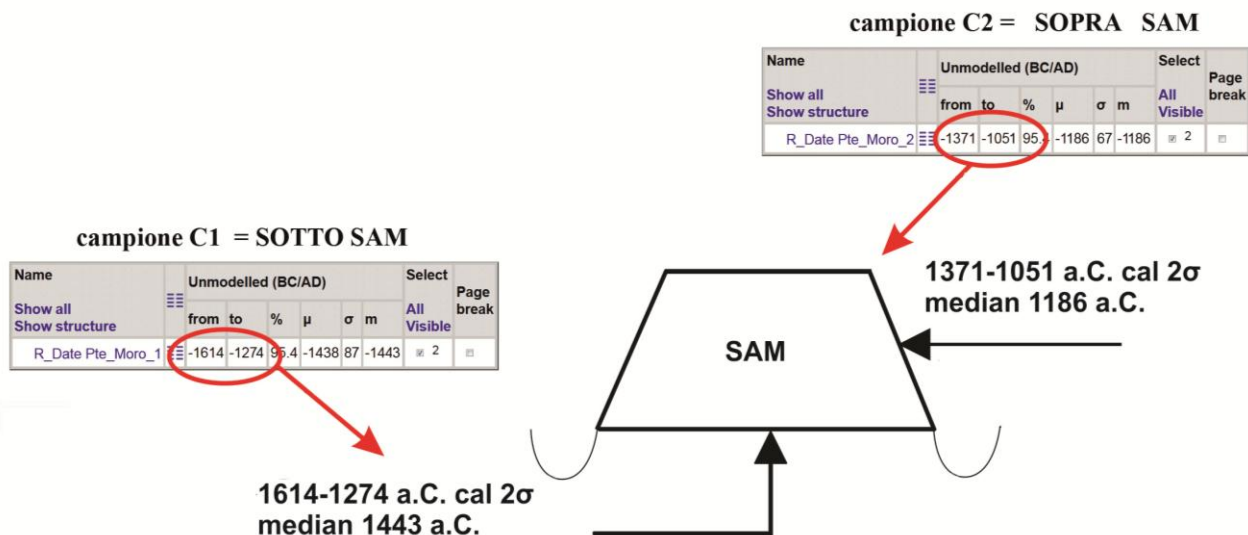 campione C2 = SOPRA SAM
Name Unmodelled (BC/AD) Select Page break
Show all All
Show structure from to % μ σ m Visible
R_Date Pte_Moro_2 -1371 -1051 95.4 -1186 67 -1186 2
campione C1 = SOTTO SAM
Name Unmodelled (BC/AD) Select Page break
Show all All
Show structure from to % μ σ m Visible
R_Date Pte_Moro_1 -1614 -1274 95.4 -1438 87 -1443 2
1371-1051 a.C. cal 2σ
median 1186 a.C.
SAM
1614-1274 a.C. cal 2σ
median 1443 a.C.